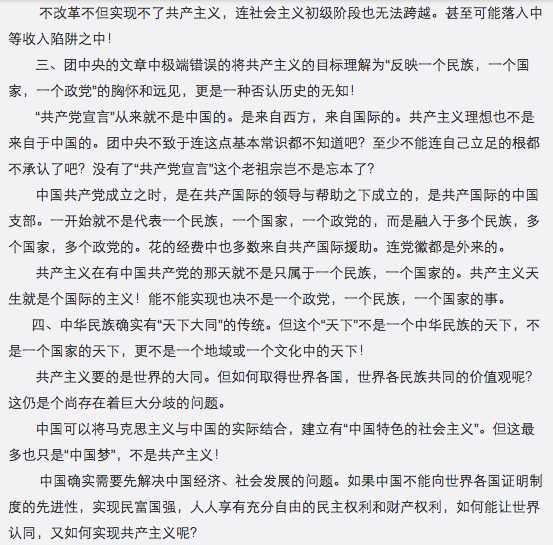 不改革不但实现不了共产主义，连社会主义初级阶段也无法跨越。甚至可能落入中
等收入陷阱之中！
三、团中央的文章中极端错误的将共产主义的目标理解为“反映一个民族，一个国
家，一个政党”的胸怀和远见，更是一种否认历史的无知！
“共产党宣言”从来就不是中国的。是来自西方，来自国际的。共产主义理想也不是
来自于中国的。团中央不致于连这点基本常识都不知道吧？至少不能连自己立足的根都
不承认了吧？没有了“共产党宣言”这个老祖宗岂不是忘本了？
中国共产党成立之时，是在共产国际的领导与帮助之下成立的，是共产国际的中国
支部。一开始就不是代表一个民族，一个国家，一个政党的，而是融入于多个民族，多
个国家，多个政党的。花的经费中也多数来自共产国际援助。连党徽都是外来的。
共产主义在有中国共产党的那天就不是只属于一个民族，一个国家的。共产主义天
生就是个国际的主义！能不能实现也决不是一个政党，一个民族，一个国家的事。
四、中华民族确实有“天下大同”的传统。但这个“天下”不是一个中华民族的天下，不
是一个国家的天下，更不是一个地域或一个文化中的天下！
共产主义要的是世界的大同。但如何取得世界各国，世界各民族共同的价值观呢？
这仍是个尚存在着巨大分歧的问题。
中国可以将马克思主义与中国的实际结合，建立有“中国特色的社会主义”。但这最
多也只是“中国梦”，不是共产主义！
中国确实需要先解决中国经济、社会发展的问题。如果中国不能向世界各国证明制
度的先进性，实现民富国强，人人享有充分自由的民主权利和财产权利，如何能让世界
认同，又如何实现共产主义呢？